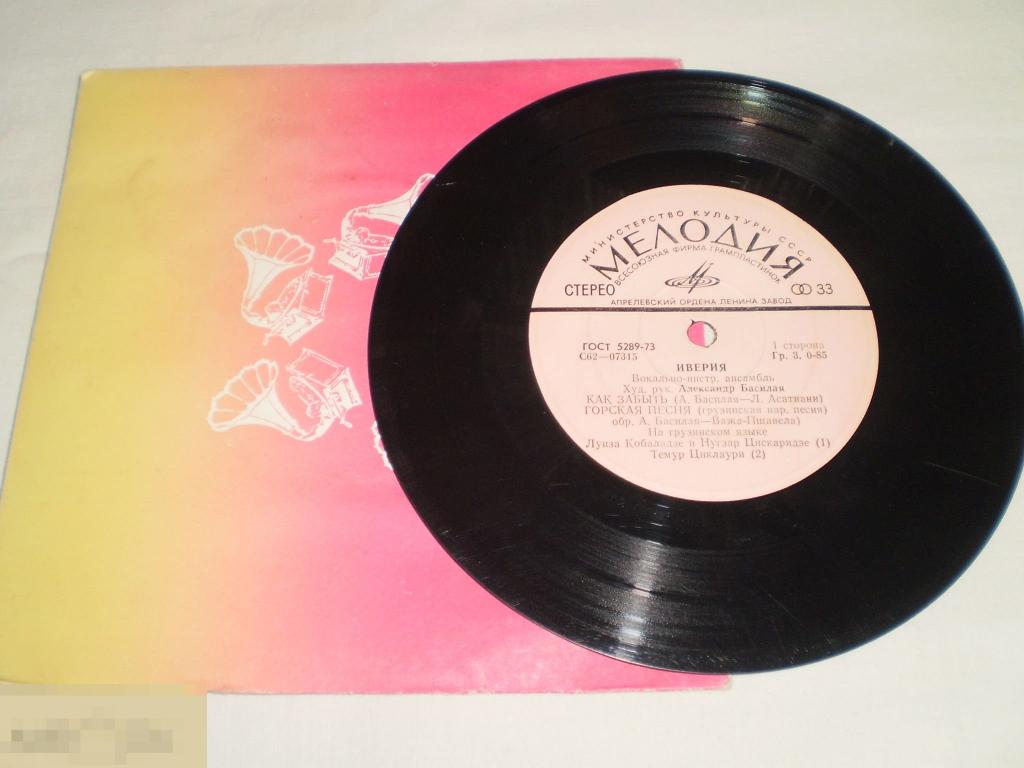 МИНИСТЕРСТВО КУЛЬТУРЫ СССР
МЕЛОДИЯ
ВСЕСОЮЗНАЯ ФИРМА ГРАМПЛАСТИНОК
СТЕРЕО
33
АПРЕЛЕВСКИЙ ОРДЕНА ЛЕНИНА ЗАВОД
ГОСТ 5289-73
1 сторона
С62—07315
Гр. 3, 0-85
ИВЕРИЯ
Вокально-инстр. ансамбль
Худ. рук. Александр Басилая
КАК ЗАБЫТЬ (А. Басилая—Л. Асатиани)
ГОРСКАЯ ПЕСНЯ (грузинская нар. песня)
обр. А. Басилая—Важа-Пшавела)
На грузинском языке
Луиза Кобаладзе и Нугзар Цискаридзе (1)
Темур Циклаури (2)